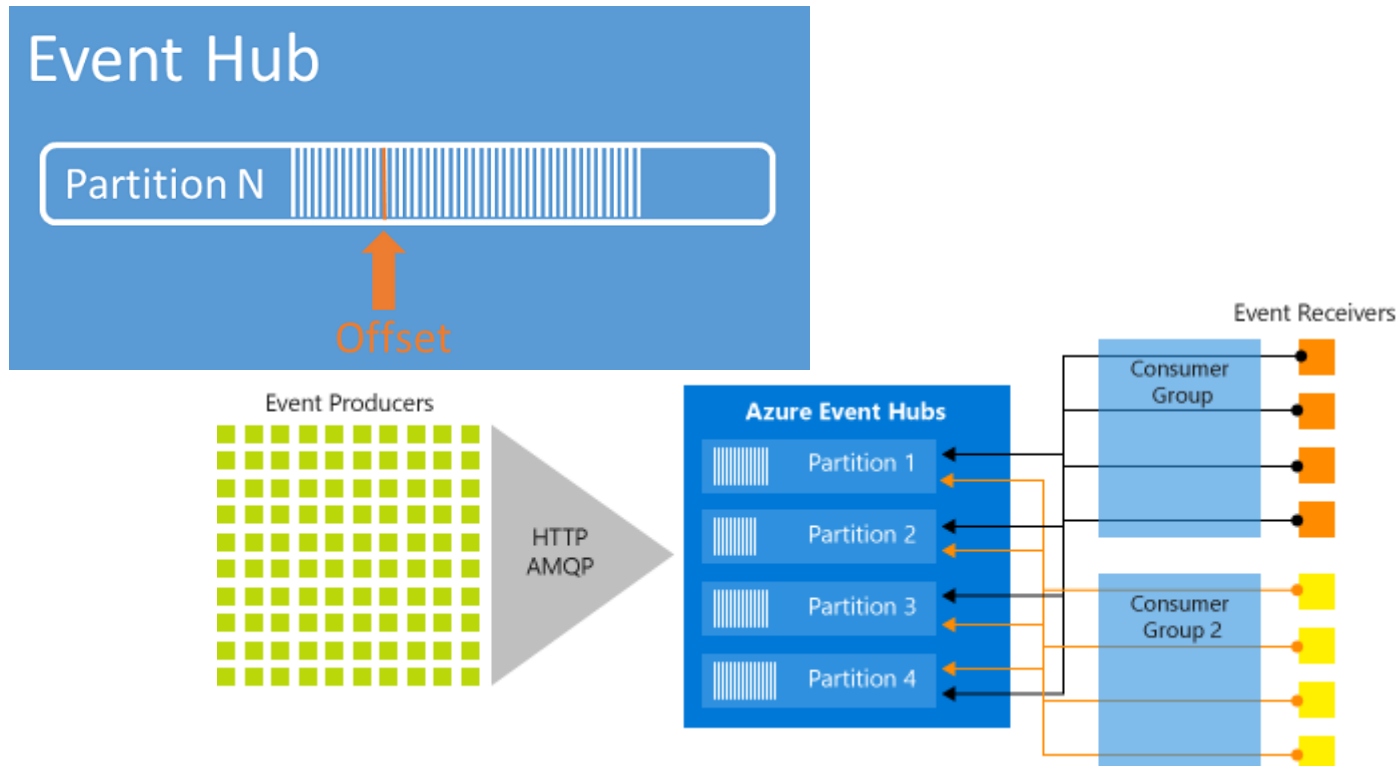 Event Hub
Partition N
Offset
Event Receivers
Event Producers
HTTP
AMQP
Azure Event Hubs
Partition 1
Partition 2
Partition 3
Partition 4
Consumer
Group
Consumer
Group 2